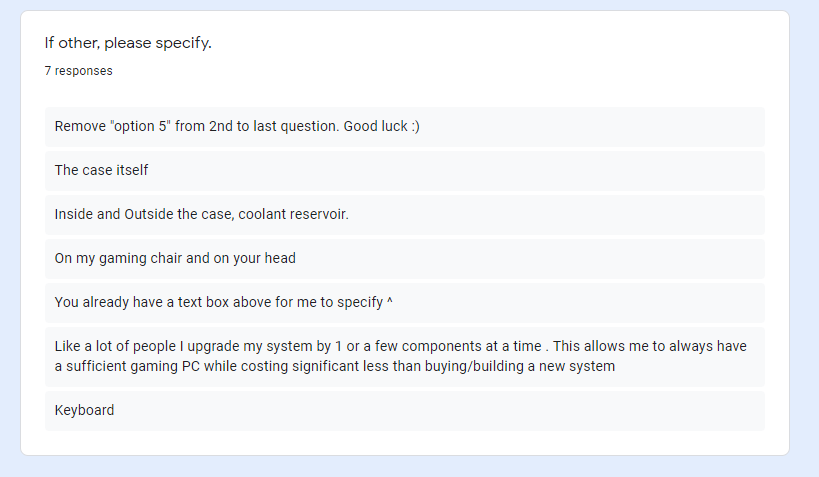 If other, please specify.
7 responses
Remove "option 5" from 2nd to last question. Good luck :)
The case itself
Inside and Outside the case, coolant reservoir.
On my gaming chair and on your head
You already have a text box above for me to specify ^
Like a lot of people I upgrade my system by 1 or a few components at a time . This allows me to always have
a sufficient gaming PC while costing significant less than buying/building a new system
Keyboard